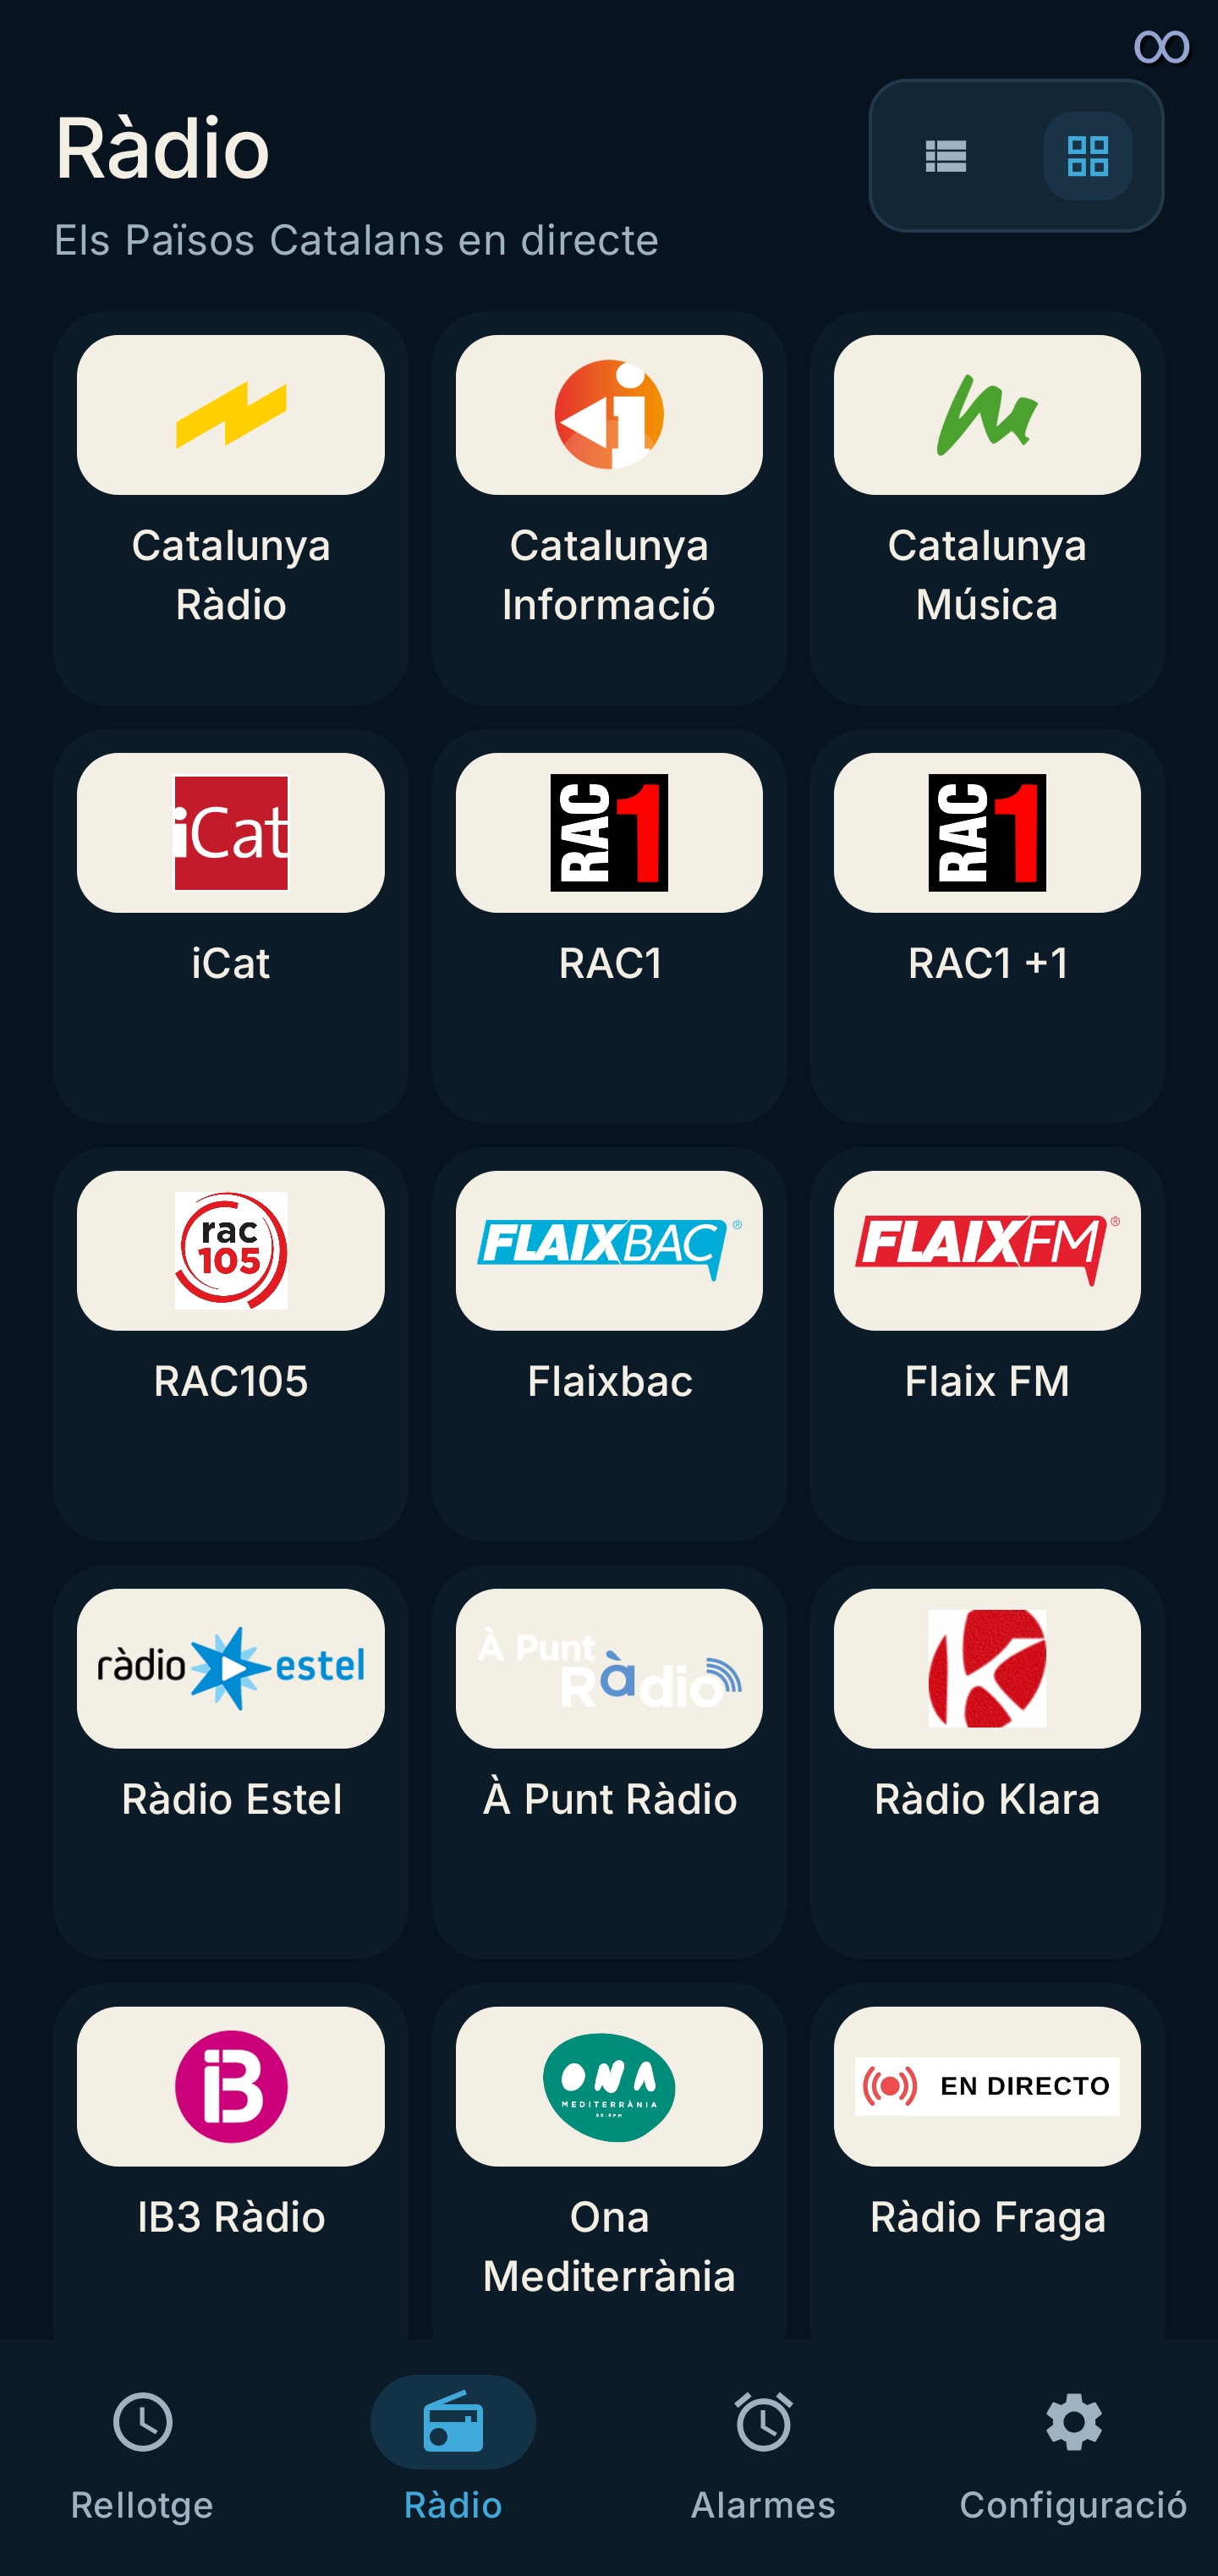 Ràdio
Els Països Catalans en directe
Catalunya
Ràdio
Catalunya
Informació
Catalunya
Música
iCat
iCat
RAC1
RAC1
RAC1
RAC1 +1
rac
105
RAC105
FLAIXBAC®
Flaixbac
FLAIXFM®
Flaix FM
ràdio estel
Ràdio Estel
À Punt
Ràdio
À Punt Ràdio
Ràdio Klara
IB3 Ràdio
ONA
MEDITERRÀNIA
Ona
Mediterrània
EN DIRECTO
Ràdio Fraga
Rellotge
Ràdio
Alarmes
Configuració